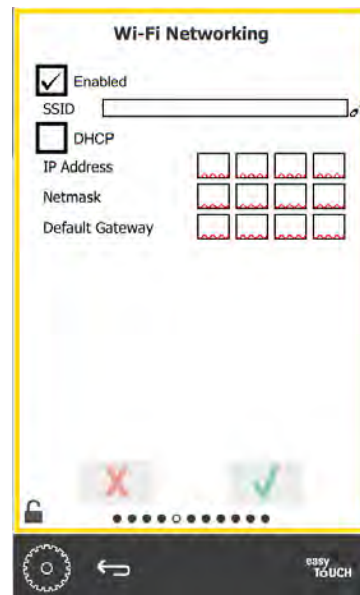 Wi-Fi Networking
Enabled
SSID
DHCP
IP Address
Netmask
Default Gateway
easy
TOUCH